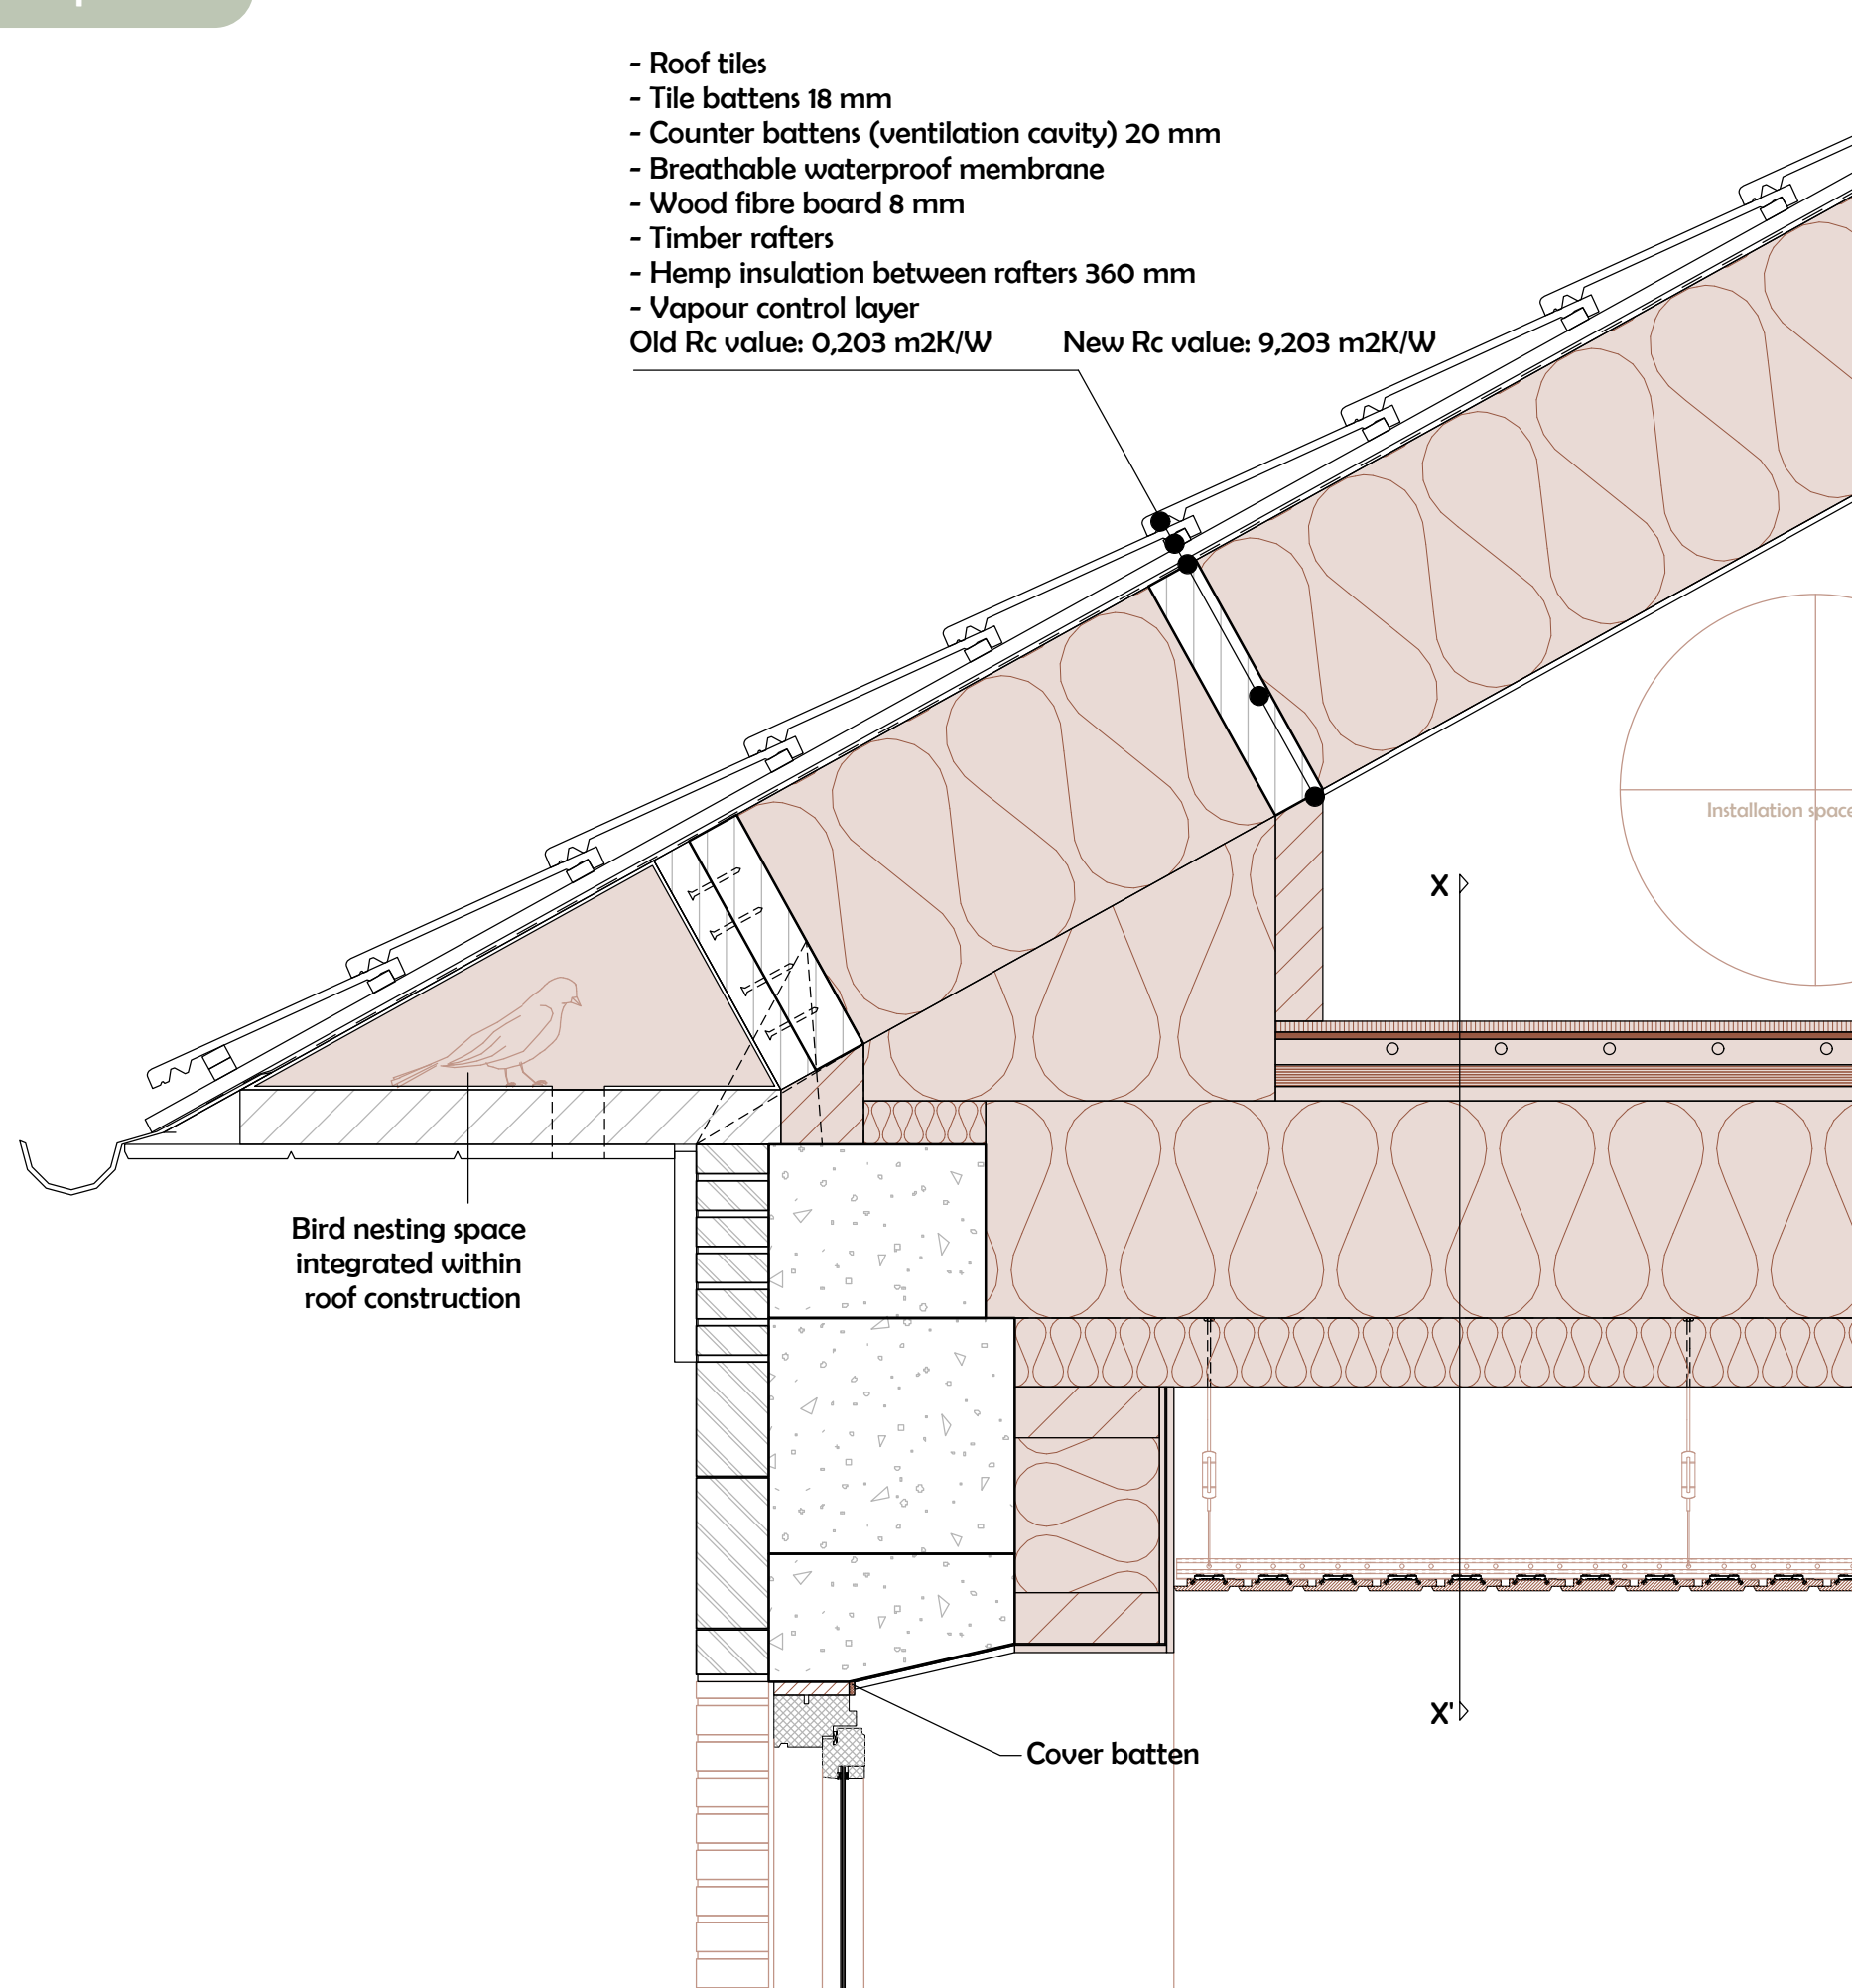 - Roof tiles
- Tile battens 18 mm
- Counter battens (ventilation cavity) 20 mm
- Breathable waterproof membrane
- Wood fibre board 8 mm
- Timber rafters
- Hemp insulation between rafters 360 mm
- Vapour control layer
Old Rc value: 0,203 m2K/W New Rc value: 9,203 m2K/W
Installation space
X
Bird nesting space
integrated within
roof construction
X'
Cover batten